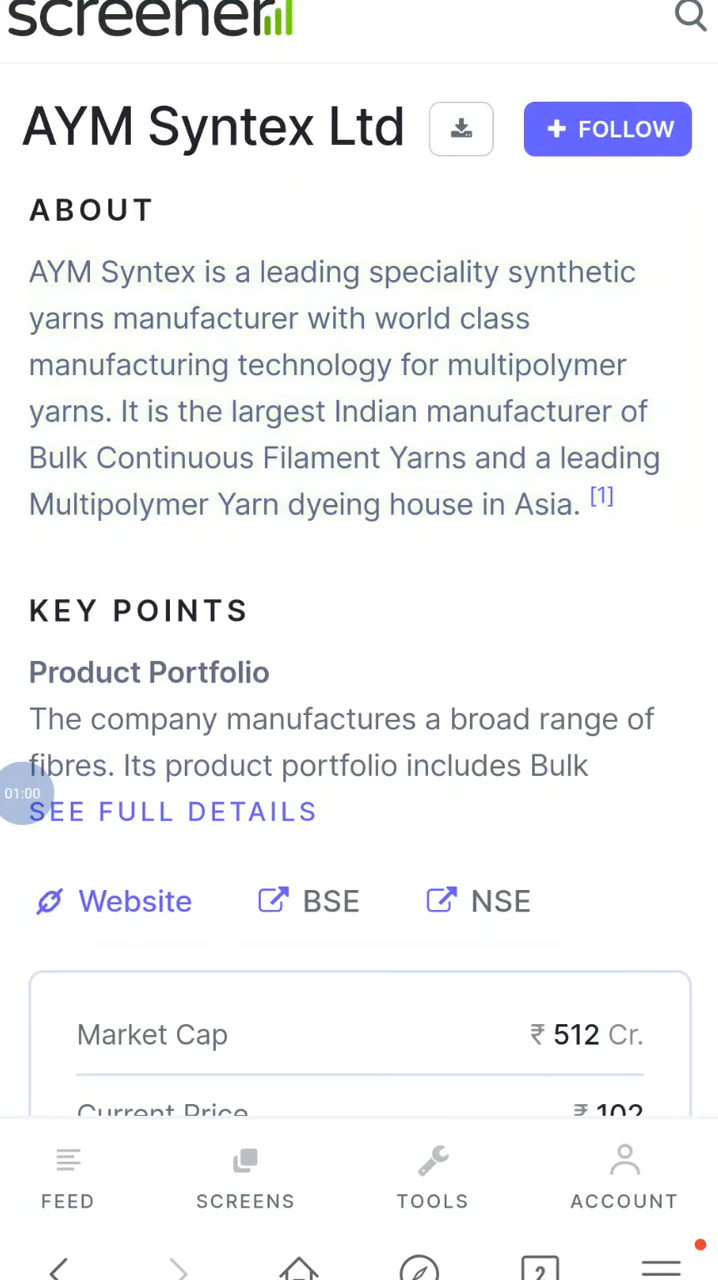 screener
AYM Syntex Ltd
FOLLOW
ABOUT
AYM Syntex is a leading speciality synthetic
yarns manufacturer with world class
manufacturing technology for multipolymer
yarns. It is the largest Indian manufacturer of
Bulk Continuous Filament Yarns and a leading
Multipolymer Yarn dyeing house in Asia. [1]
KEY POINTS
Product Portfolio
The company manufactures a broad range of
fibres. Its product portfolio includes Bulk
01:00
SEE FULL DETAILS
Website BSE NSE
Market Cap ₹ 512 Cr.
Current Price ₹ 102
FEED SCREENS TOOLS ACCOUNT
2